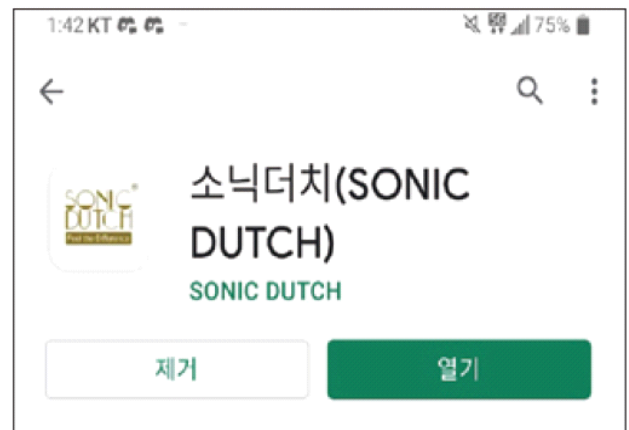 1:42 KT
75%
SONIC
DUTCH
Feel the Difference
소닉더치(SONIC
DUTCH)
SONIC DUTCH
제거
열기